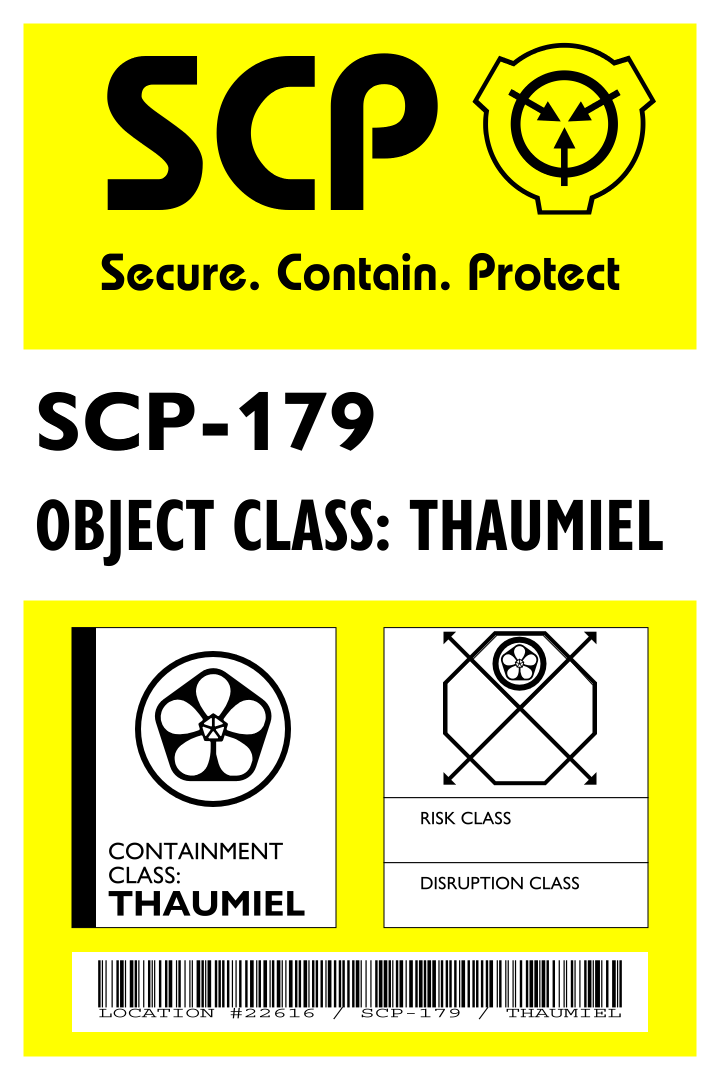 SCP
Secure. Contain. Protect
SCP-179
OBJECT CLASS: THAUMIEL
CONTAINMENT
CLASS:
THAUMIEL
RISK CLASS
DISRUPTION CLASS
LOCATION #22616 / SCP-179 / THAUMIEL